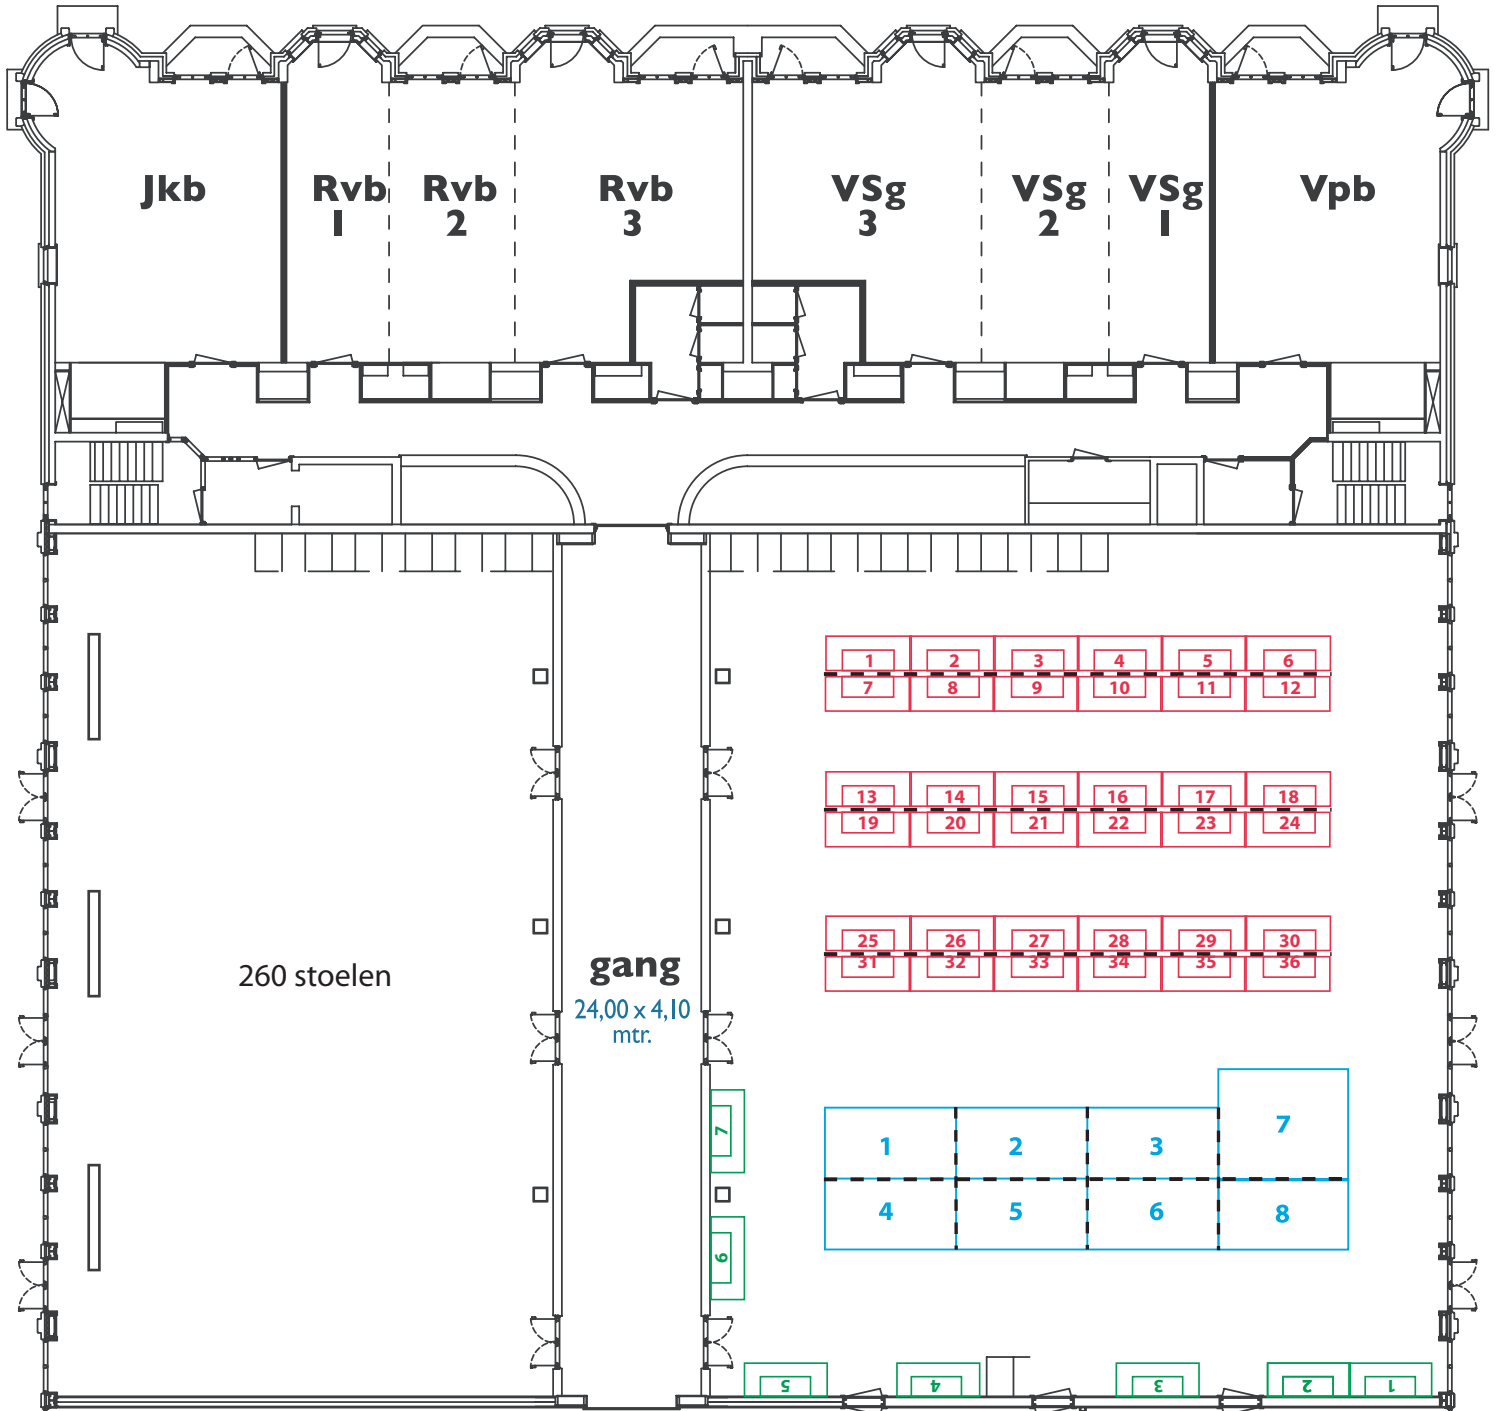 Jkb
Rvb
1
Rvb
2
Rvb
3
VSg
3
VSg
2
VSg
1
Vpb
1 2 3 4 5 6
7 8 9 10 11 12
13 14 15 16 17 18
19 20 21 22 23 24
25 26 27 28 29 30
31 32 33 34 35 36
260 stoelen
gang
24,00 x 4,10
mtr.
7
1 2 3 7
4 5 6 8
6
5 4 3 2 1